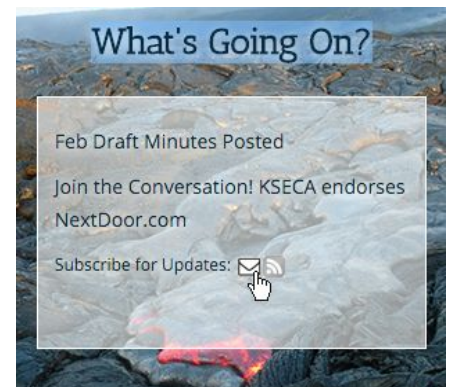 What's Going On?
Feb Draft Minutes Posted
Join the Conversation! KSECA endorses
NextDoor.com
Subscribe for Updates: